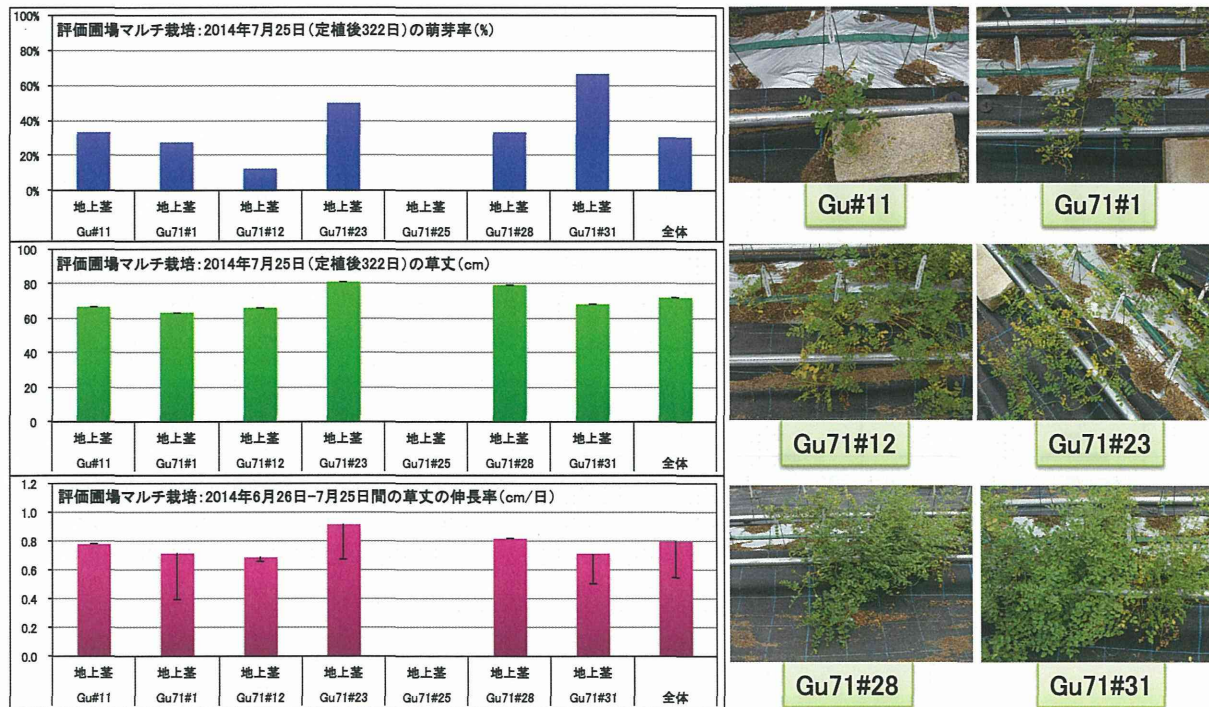 評価圃場マルチ栽培:2014年7月25日(定植後322日)の萌芽率(%)
100%
80%
60%
40%
20%
0%
地上茎 地上茎 地上茎 地上茎 地上茎 地上茎 地上茎
Gu#11 Gu71#1 Gu71#12 Gu71#23 Gu71#25 Gu71#28 Gu71#31 全体
評価圃場マルチ栽培:2014年7月25日(定植後322日)の草丈(cm)
100
80
60
40
20
0
地上茎 地上茎 地上茎 地上茎 地上茎 地上茎 地上茎
Gu#11 Gu71#1 Gu71#12 Gu71#23 Gu71#25 Gu71#28 Gu71#31 全体
評価圃場マルチ栽培:2014年6月26日-7月25日間の草丈の伸長率(cm/日)
1.2
1.0
0.8
0.6
0.4
0.2
0.0
地上茎 地上茎 地上茎 地上茎 地上茎 地上茎 地上茎
Gu#11 Gu71#1 Gu71#12 Gu71#23 Gu71#25 Gu71#28 Gu71#31 全体
Gu#11
Gu71#1
Gu71#12
Gu71#23
Gu71#28
Gu71#31